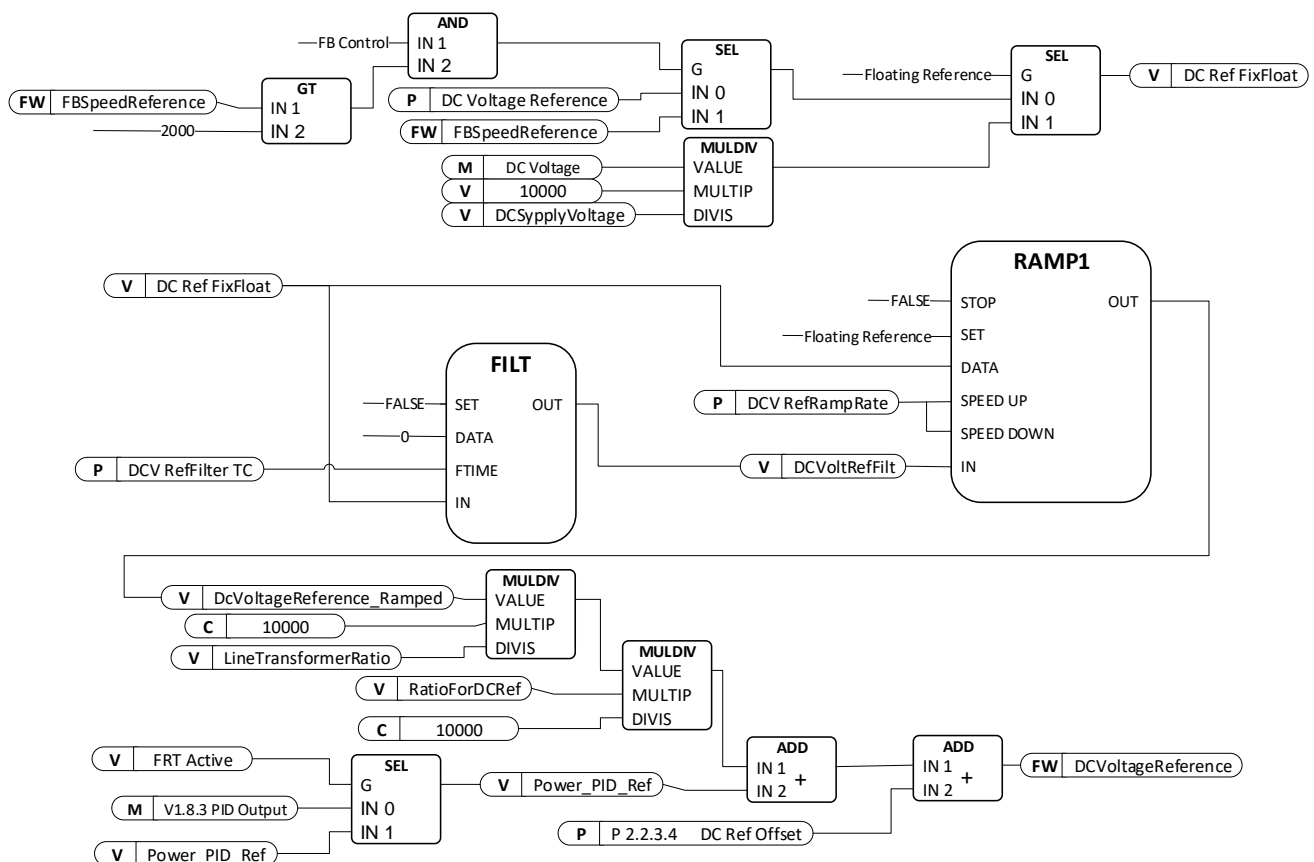 AND
FB Control
IN 1
IN 2
GT
FW FBSpeedReference
IN 1
2000
IN 2
SEL
G
P DC Voltage Reference
IN 0
FW FBSpeedReference
IN 1
SEL
Floating Reference
G
IN 0
IN 1
V DC Ref FixFloat
MULDIV
M DC Voltage
VALUE
V 10000
MULTIP
V DCSypplyVoltage
DIVIS
V DC Ref FixFloat
FILT
FALSE
SET
OUT
0
DATA
P DCV RefFilter TC
FTIME
IN
RAMP1
FALSE
STOP
OUT
Floating Reference
SET
DATA
P DCV RefRampRate
SPEED UP
SPEED DOWN
V DCVoltRefFilt
IN
MULDIV
V DcVoltageReference_Ramped
VALUE
C 10000
MULTIP
V LineTransformerRatio
DIVIS
MULDIV
VALUE
V RatioForDCRef
MULTIP
C 10000
DIVIS
V FRT Active
SEL
G
M V1.8.3 PID Output
IN 0
V Power_PID_Ref
IN 1
V Power_PID_Ref
ADD
IN 1
IN 2 +
ADD
IN 1
IN 2 +
P P 2.2.3.4 DC Ref Offset
FW DCVoltageReference